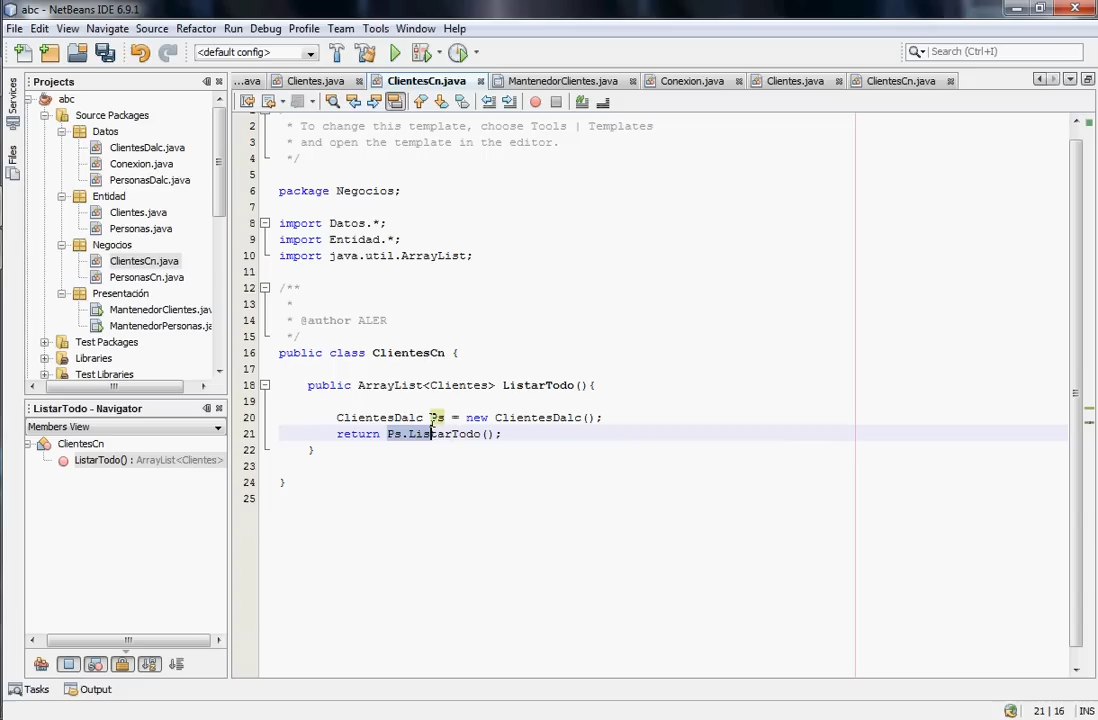 abc - NetBeans IDE 6.9.1
File Edit View Navigate Source Refactor Run Debug Profile Team Tools Window Help
<default config>
Search (Ctrl+I)
Services
Files
Projects
abc
Source Packages
Datos
ClientesDalc.java
Conexion.java
PersonasDalc.java
Entidad
Clientes.java
Personas.java
Negocios
ClientesCn.java
PersonasCn.java
Presentación
MantenedorClientes.jav
MantenedorPersonas.ja
Test Packages
Libraries
Test Libraries
ListarTodo - Navigator
Members View
ClientesCn
ListarTodo() : ArrayList<Clientes>
...ava Clientes.java ClientesCn.java MantenedorClientes.java Conexion.java Clientes.java ClientesCn.java
2 * To change this template, choose Tools | Templates
3 * and open the template in the editor.
4 */
5
6 package Negocios;
7
8 import Datos.*;
9 import Entidad.*;
10 import java.util.ArrayList;
11
12 /**
13 *
14 * @author ALER
15 */
16 public class ClientesCn {
17
18 public ArrayList<Clientes> ListarTodo(){
19
20 ClientesDalc Ps = new ClientesDalc();
21 return Ps.ListarTodo();
22 }
23
24 }
25
Tasks Output
21 | 16 INS